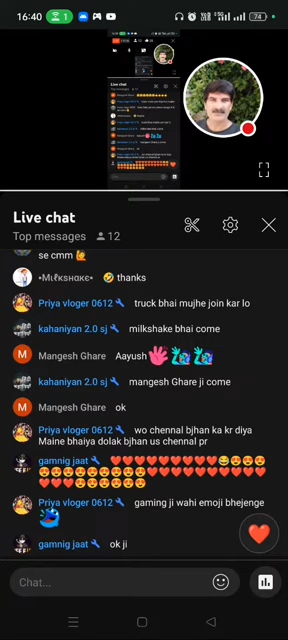 16:40
74
Live chat
Top messages 12
se cmm
•Mιℓкѕнαкє• 🤣 thanks
Priya vloger 0612 truck bhai mujhe join kar lo
kahaniyan 2.0 sj milkshake bhai come
M Mangesh Ghare Aayush
kahaniyan 2.0 sj mangesh Ghare ji come
M Mangesh Ghare ok
Priya vloger 0612 wo chennal bjhan ka kr diya
Maine bhaiya dolak bjhan us chennal pr
gamnig jaat ❤️❤️❤️❤️❤️❤️❤️❤️❤️❤️😂😍😍😍
Priya vloger 0612 gaming ji wahi emoji bhejenge
gamnig jaat ok ji
Chat...